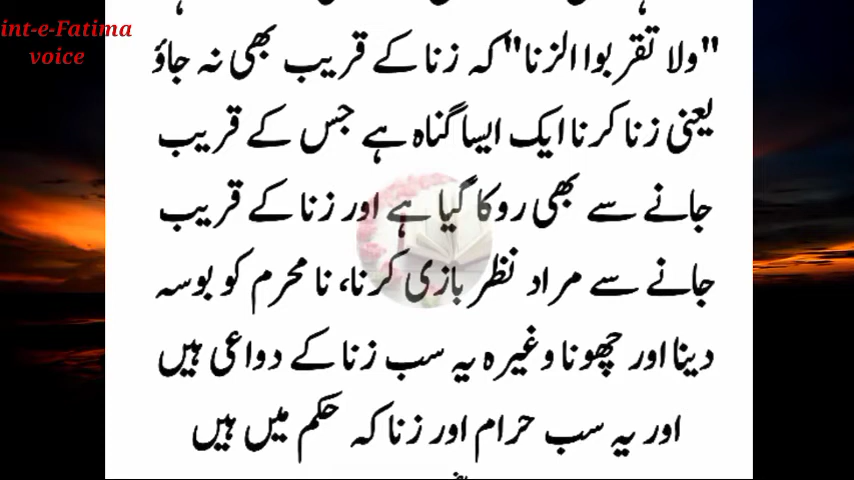 int-e-Fatima
voice
"ولا تقربوا الزنا" کہ زنا کے قریب بھی نہ جاؤ
یعنی زنا کرنا ایک ایسا گناہ ہے جس کے قریب
جانے سے بھی روکا گیا ہے اور زنا کے قریب
جانے سے مراد نظر بازی کرنا، نا محرم کو بوسہ
دینا اور چھونا وغیرہ یہ سب زنا کے دواعی ہیں
اور یہ سب حرام اور زنا کہ حکم میں ہیں